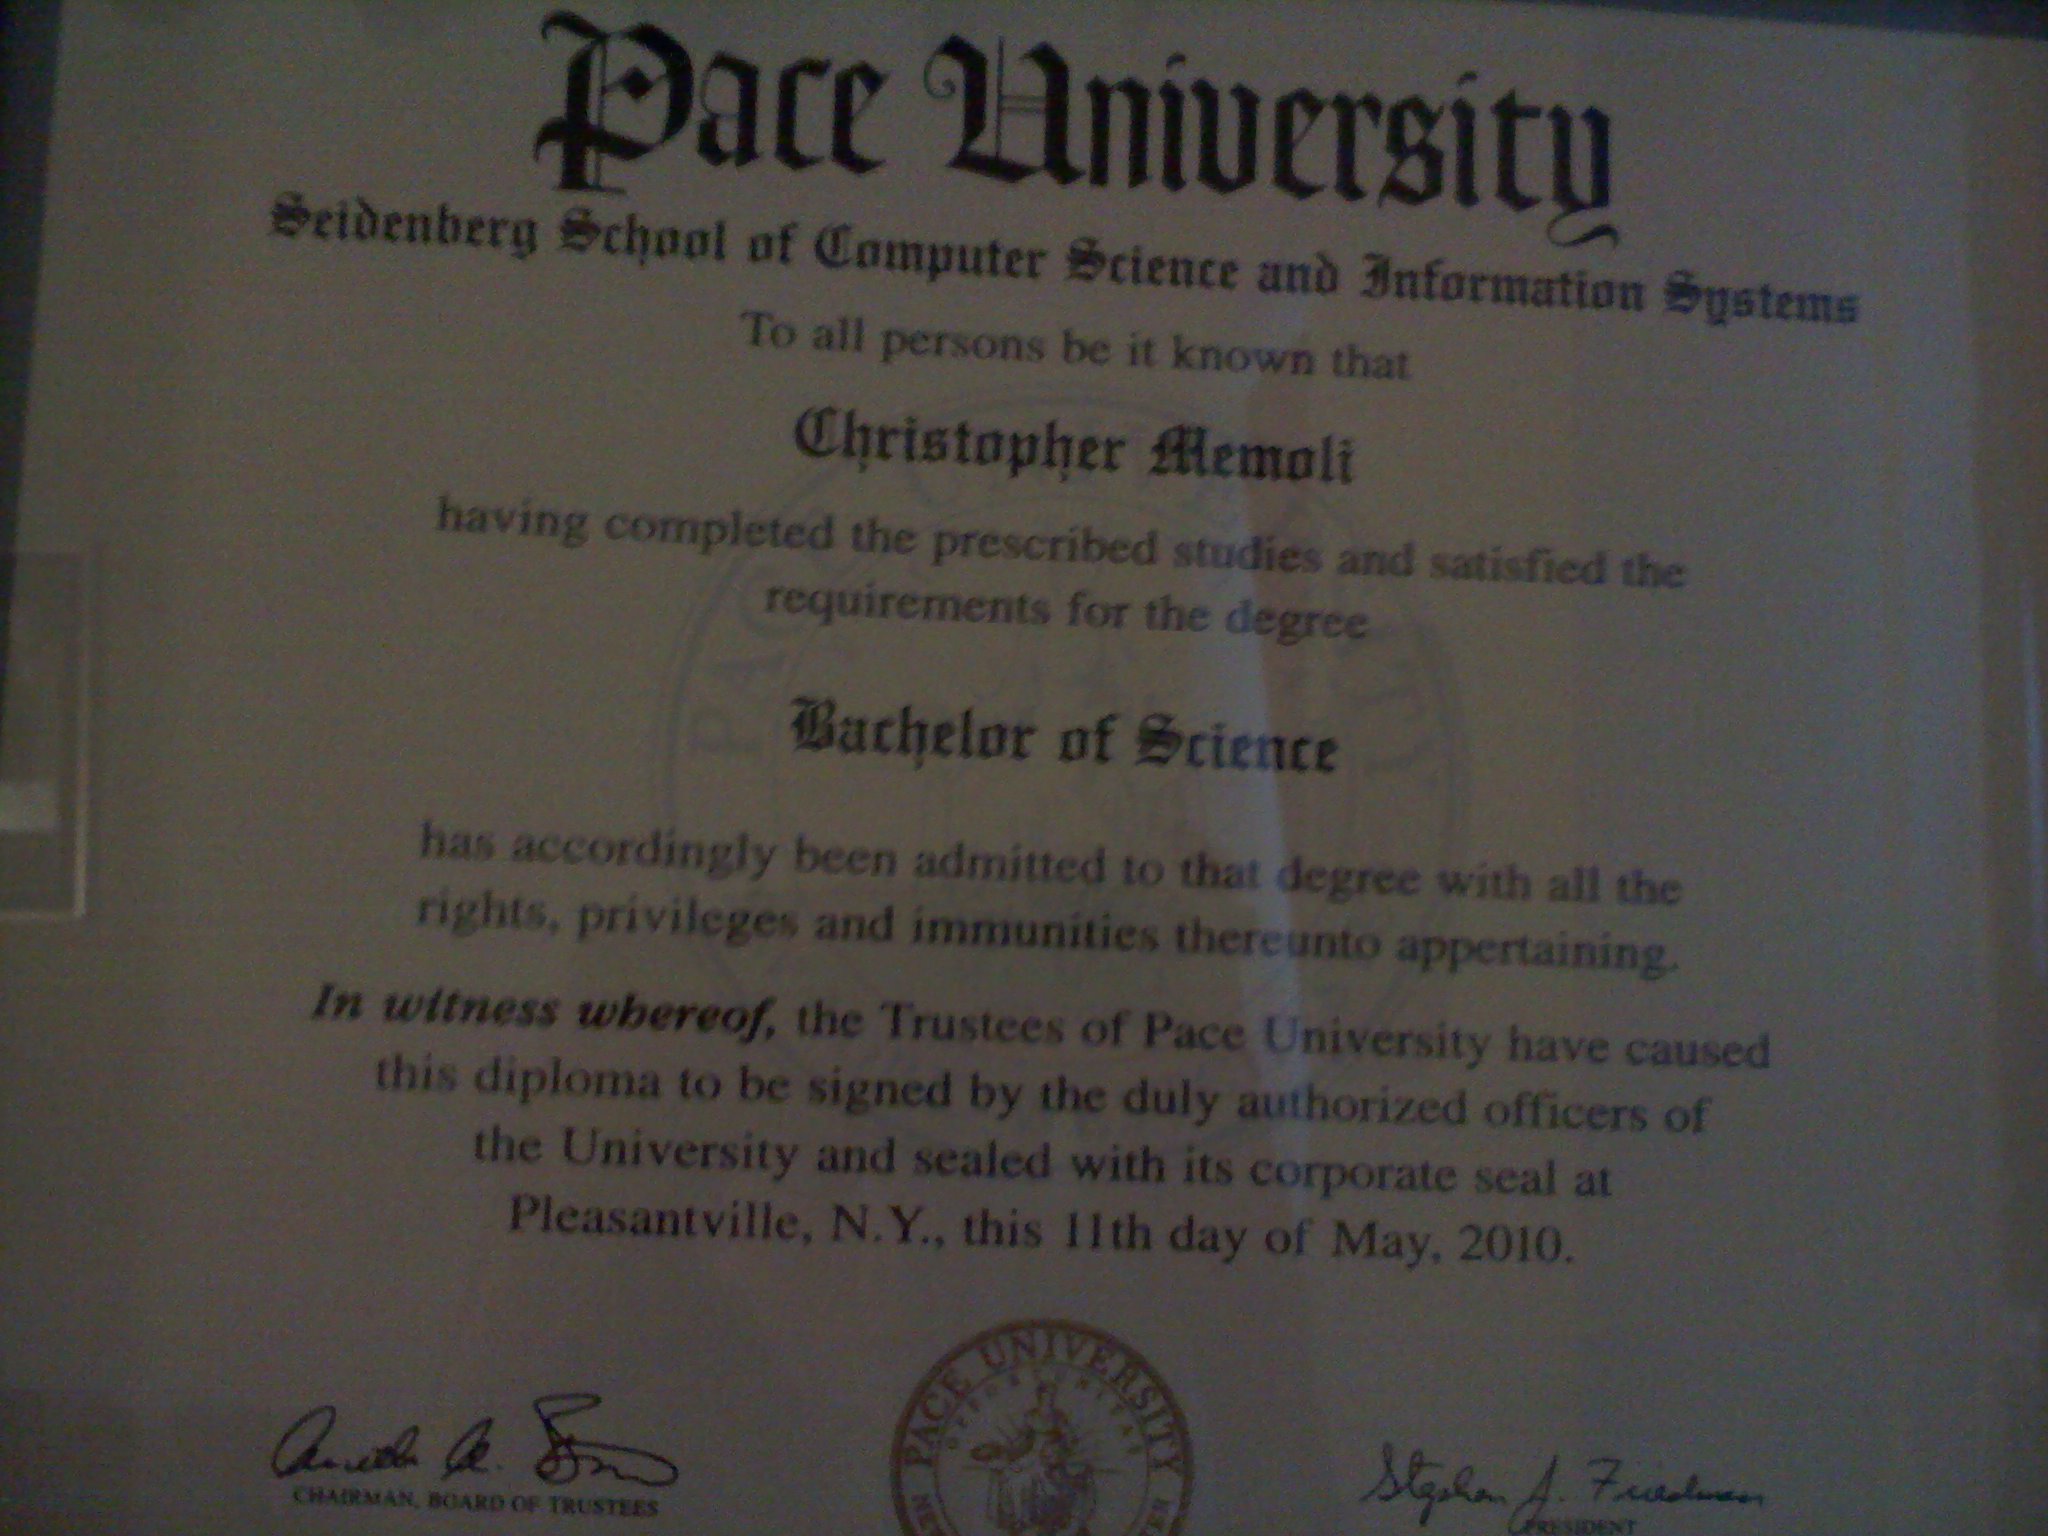 Pace University
Seidenberg School of Computer Science and Information Systems
To all persons be it known that
Christopher Memoli
having completed the prescribed studies and satisfied the
requirements for the degree
Bachelor of Science
has accordingly been admitted to that degree with all the
rights, privileges and immunities thereunto appertaining.
In witness whereof, the Trustees of Pace University have caused
this diploma to be signed by the duly authorized officers of
the University and sealed with its corporate seal at
Pleasantville, N.Y., this 11th day of May, 2010.
PACE UNIVERSITY
OPPORTUNITAS
NEW
Stephen J. Friedman
CHAIRMAN, BOARD OF TRUSTEES
PRESIDENT